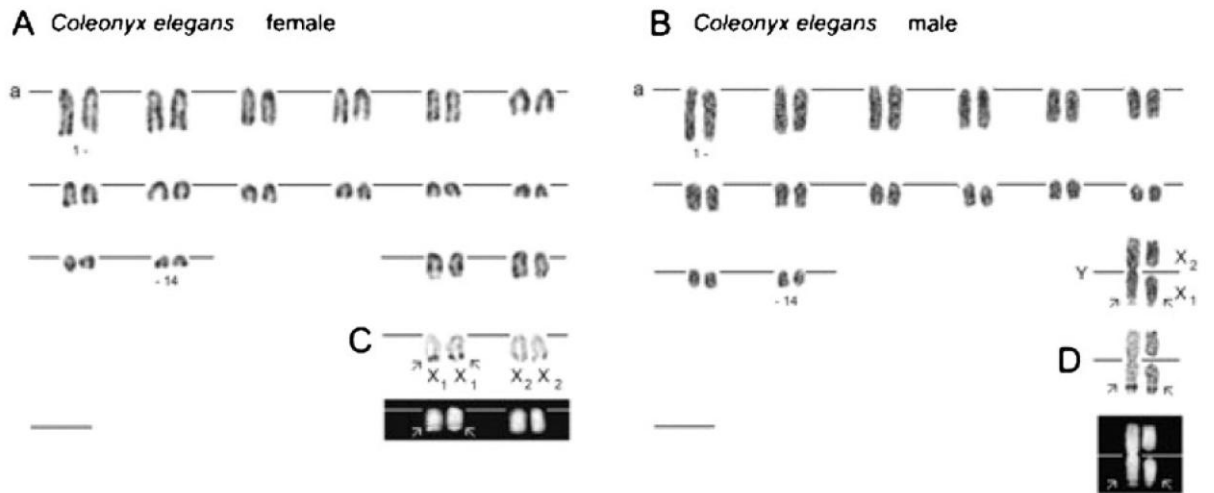 A Coleonyx elegans female
a
1 -
- 14
C
X1 X1 X2 X2
B Coleonyx elegans male
a
1 -
- 14
Y X2
X1
D